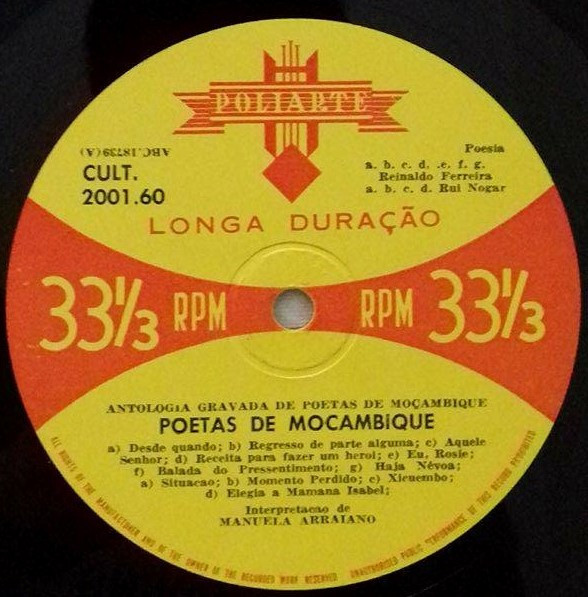 POLIARTE
ABC.18739(A)
CULT.
2001.60
Poesia
a. b. c. d. .e. f. g.
Reinaldo Ferreira
a. b. c. d. Rui Nogar
LONGA DURAÇÃO
33⅓ RPM RPM 33⅓
ANTOLOGIA GRAVADA DE POETAS DE MOÇAMBIQUE
POETAS DE MOCAMBIQUE
a) Desde quando; b) Regresso de parte alguma; c) Aquele
Senhor; d) Receita para fazer um heroi; e) Eu, Rosie;
f) Balada do Pressentimento; g) Haja Névoa;
a) Situacao; b) Momento Perdido; c) Xicuembo;
d) Elegia a Mamana Isabel;
Interpretacao de
MANUELA ARRAIANO
ALL RIGHTS OF THE MANUFACTURER AND OF THE OWNER OF THE RECORDED WORK RESERVED UNAUTHORISED PUBLIC PERFORMANCE OF THIS RECORD PROHIBITED